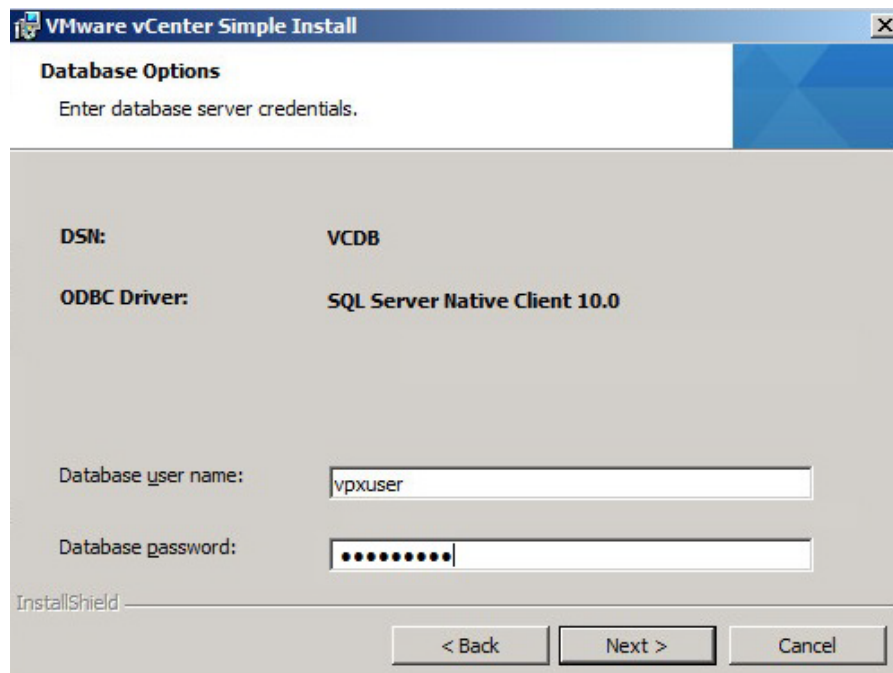 VMware vCenter Simple Install
Database Options
Enter database server credentials.
DSN: VCDB
ODBC Driver: SQL Server Native Client 10.0
Database user name: vpxuser
Database password: •••••••••
InstallShield
< Back Next > Cancel